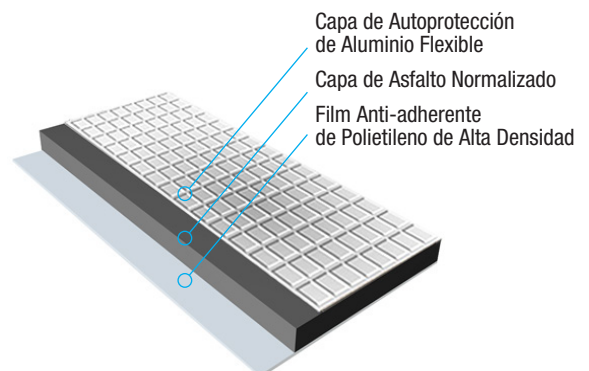 Capa de Autoprotección
de Aluminio Flexible
Capa de Asfalto Normalizado
Film Anti-adherente
de Polietileno de Alta Densidad